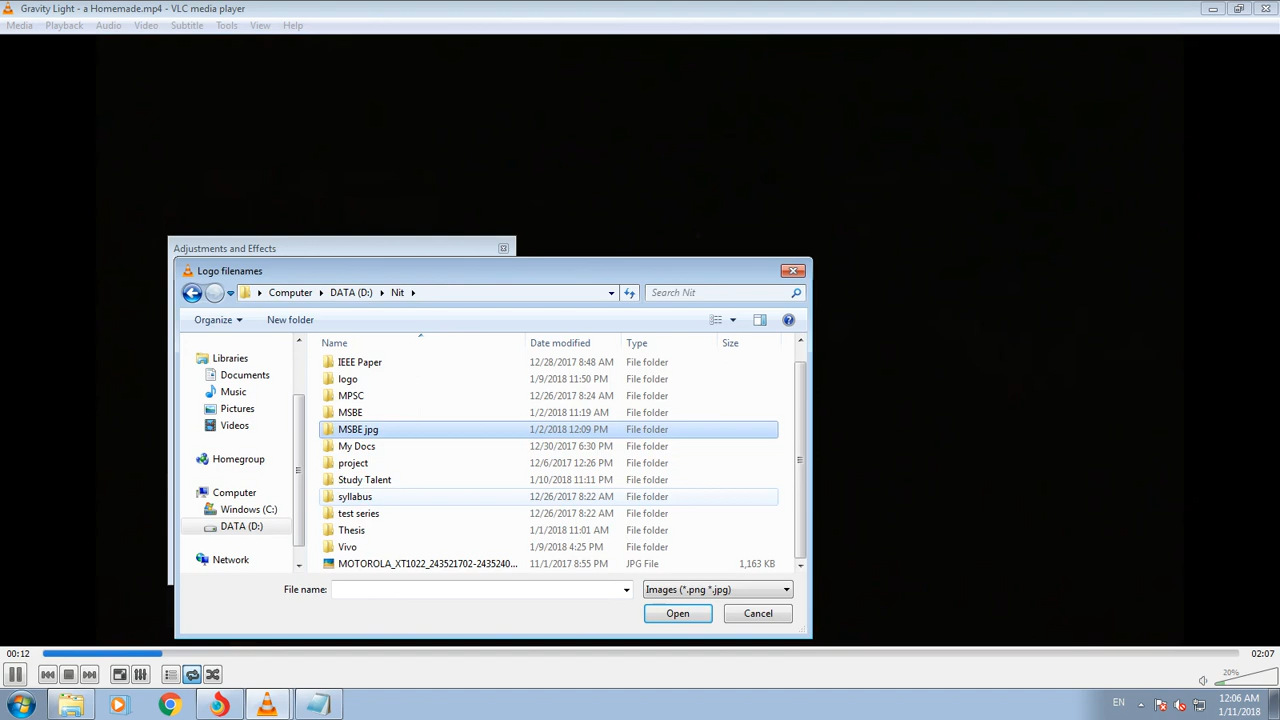 Gravity Light - a Homemade.mp4 - VLC media player
Media Playback Audio Video Subtitle Tools View Help
Adjustments and Effects
Logo filenames
Computer DATA (D:) Nit Search Nit
Organize New folder
Name Date modified Type Size
Libraries
Documents
Music
Pictures
Videos
Homegroup
Computer
Windows (C:)
DATA (D:)
Network
IEEE Paper 12/28/2017 8:48 AM File folder
logo 1/9/2018 11:50 PM File folder
MPSC 12/26/2017 8:24 AM File folder
MSBE 1/2/2018 11:19 AM File folder
MSBE jpg 1/2/2018 12:09 PM File folder
My Docs 12/30/2017 6:30 PM File folder
project 12/6/2017 12:26 PM File folder
Study Talent 1/10/2018 11:11 PM File folder
syllabus 12/26/2017 8:22 AM File folder
test series 12/26/2017 8:22 AM File folder
Thesis 1/1/2018 11:01 AM File folder
Vivo 1/9/2018 4:25 PM File folder
MOTOROLA_XT1022_243521702-2435240... 11/1/2017 8:55 PM JPG File 1,163 KB
File name: Images (*.png *.jpg)
Open Cancel
00:12 02:07
20%
EN 12:06 AM
1/11/2018